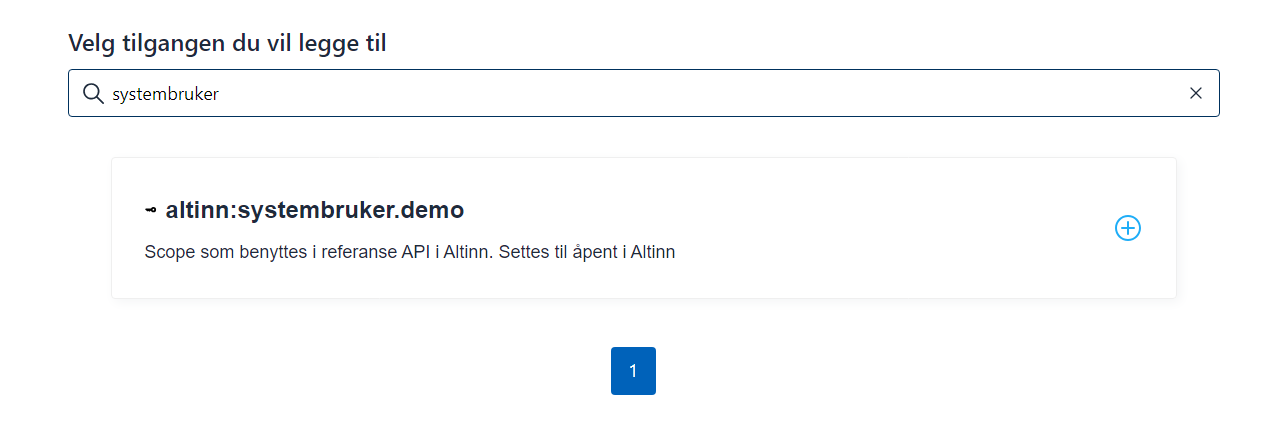 Velg tilgangen du vil legge til
systembruker
altinn:systembruker.demo
Scope som benyttes i referanse API i Altinn. Settes til åpent i Altinn
1